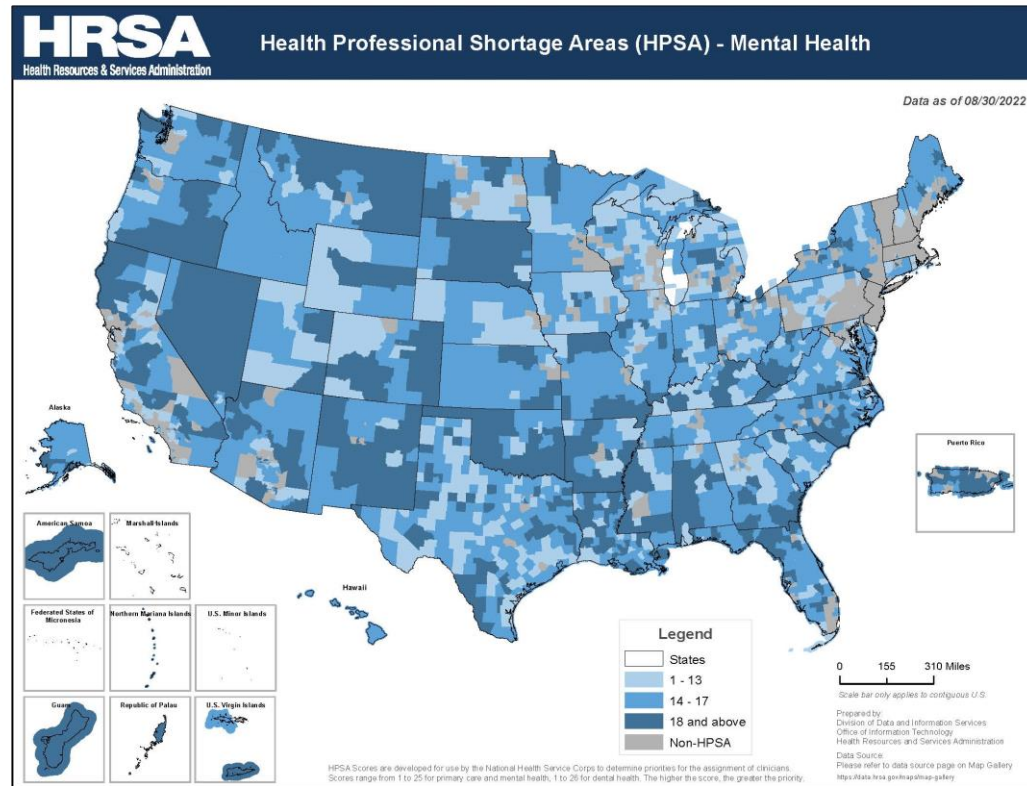 HRSA
Health Resources & Services Administration
Health Professional Shortage Areas (HPSA) - Mental Health
Data as of 08/30/2022
Alaska
Puerto Rico
American Samoa
Marshall Islands
Hawaii
Federated States of
Micronesia
Northern Mariana Islands
U.S. Minor Islands
Guam
Republic of Palau
U.S. Virgin Islands
Legend
States
1 - 13
14 - 17
18 and above
Non-HPSA
0 155 310 Miles
Scale bar only applies to contiguous U.S.
Prepared by:
Division of Data and Information Services
Office of Information Technology
Health Resources and Services Administration
Data Source:
Please refer to data source page on Map Gallery
https://data.hrsa.gov/maps/map-gallery
HPSA Scores are developed for use by the National Health Service Corps to determine priorities for the assignment of clinicians.
Scores range from 1 to 25 for primary care and mental health, 1 to 26 for dental health. The higher the score, the greater the priority.